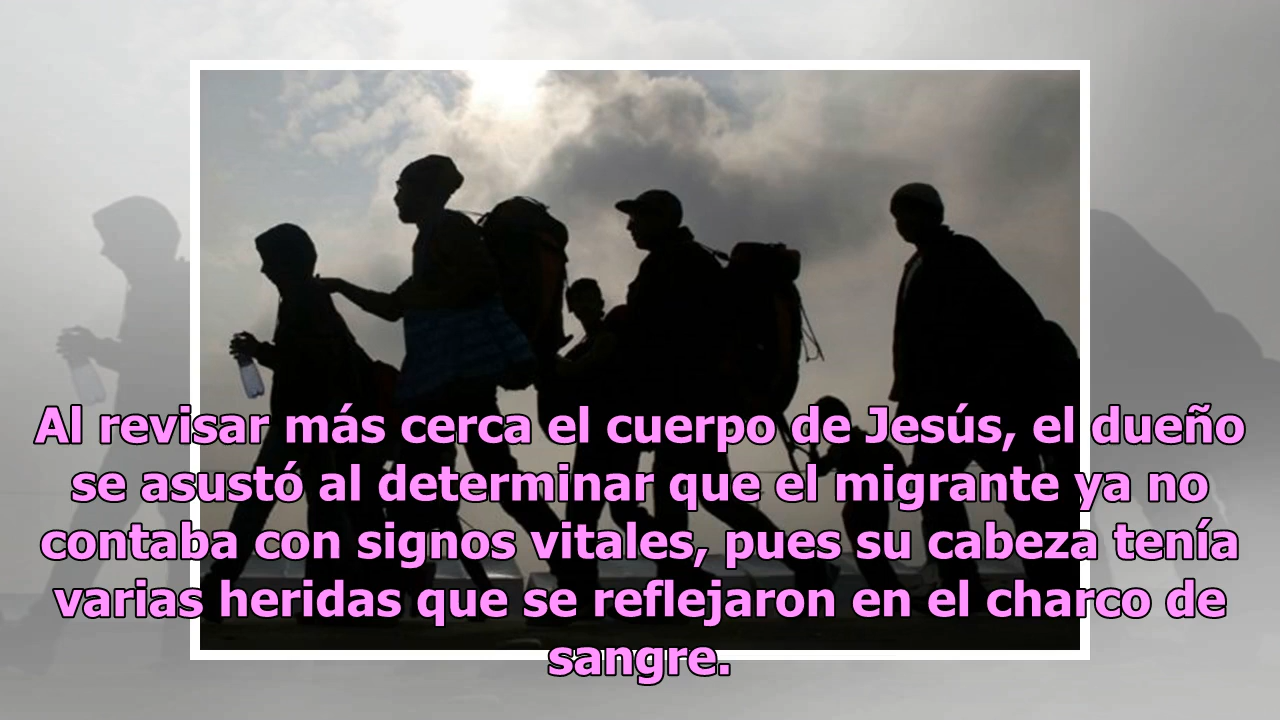 Al revisar más cerca el cuerpo de Jesús, el dueño
se asustó al determinar que el migrante ya no
contaba con signos vitales, pues su cabeza tenía
varias heridas que se reflejaron en el charco de
sangre.